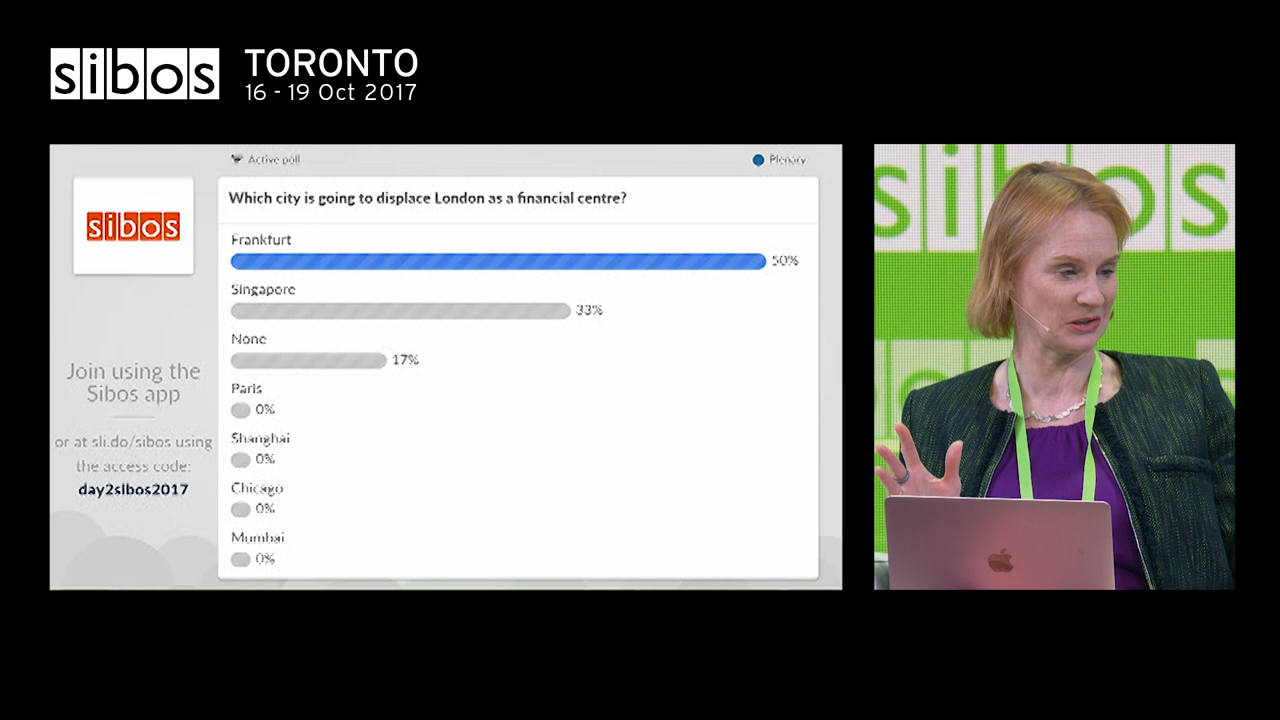 sibos
TORONTO
16 - 19 Oct 2017
Active poll
Plenary
sibos
Which city is going to displace London as a financial centre?
Frankfurt
50%
Singapore
33%
None
17%
Paris
0%
Shanghai
0%
Chicago
0%
Mumbai
0%
Join using the
Sibos app
or at sli.do/sibos using
the access code:
day2sibos2017
sibos